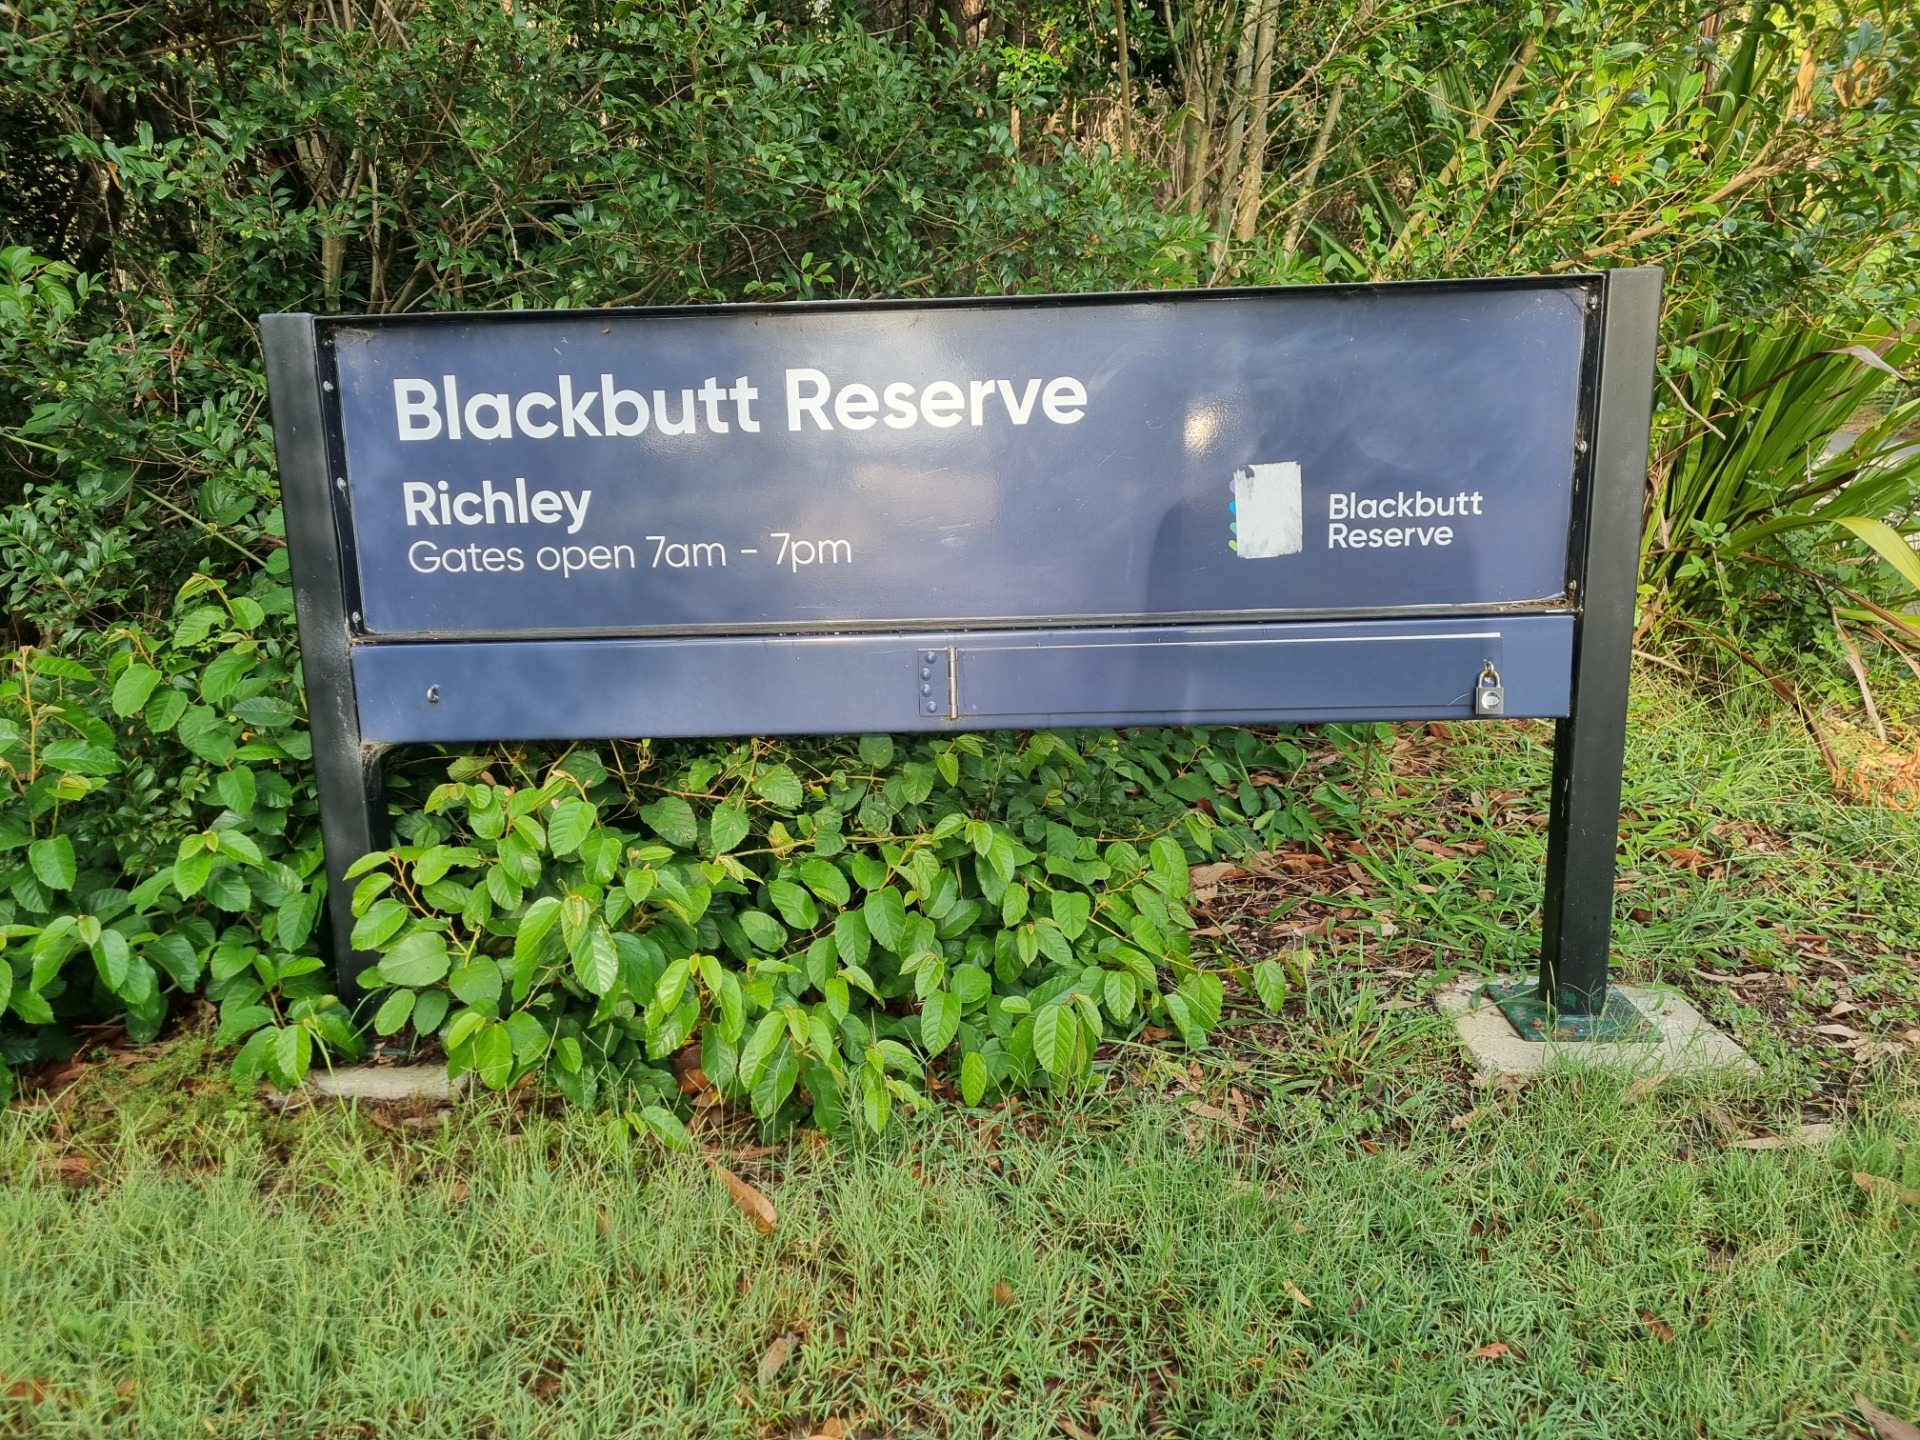 Blackbutt Reserve
Richley
Gates open 7am - 7pm
Blackbutt
Reserve